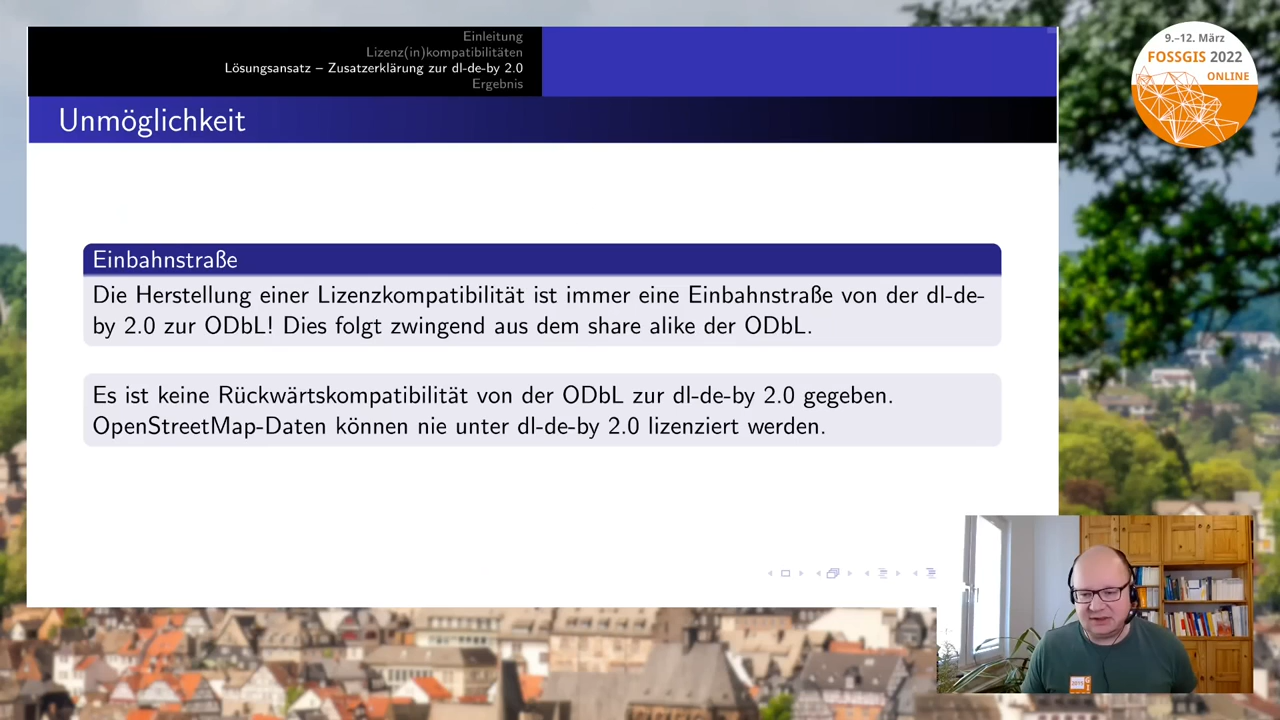 Einleitung
Lizenz(in)kompatibilitäten
Lösungsansatz – Zusatzerklärung zur dl-de-by 2.0
Ergebnis
Unmöglichkeit
Einbahnstraße
Die Herstellung einer Lizenzkompatibilität ist immer eine Einbahnstraße von der dl-de-
by 2.0 zur ODbL! Dies folgt zwingend aus dem share alike der ODbL.
Es ist keine Rückwärtskompatibilität von der ODbL zur dl-de-by 2.0 gegeben.
OpenStreetMap-Daten können nie unter dl-de-by 2.0 lizenziert werden.
9.–12. März
FOSSGIS 2022
ONLINE